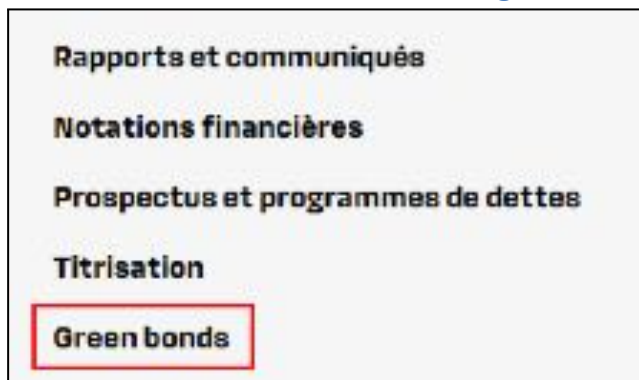 Rapports et communiqués
Notations financières
Prospectus et programmes de dettes
Titrisation
Green bonds